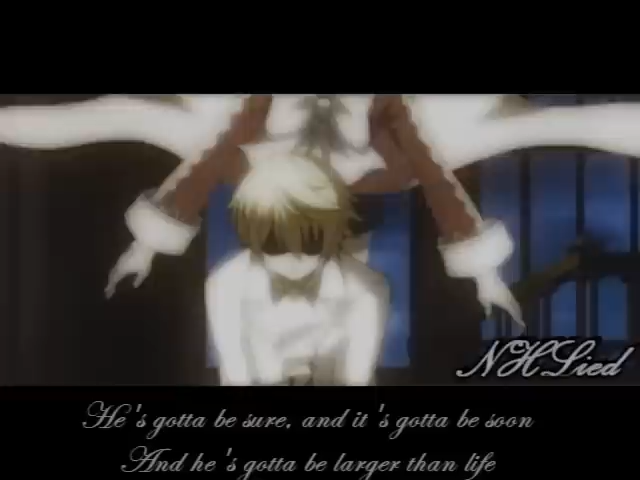 NHLied
He's gotta be sure, and it's gotta be soon
And he's gotta be larger than life